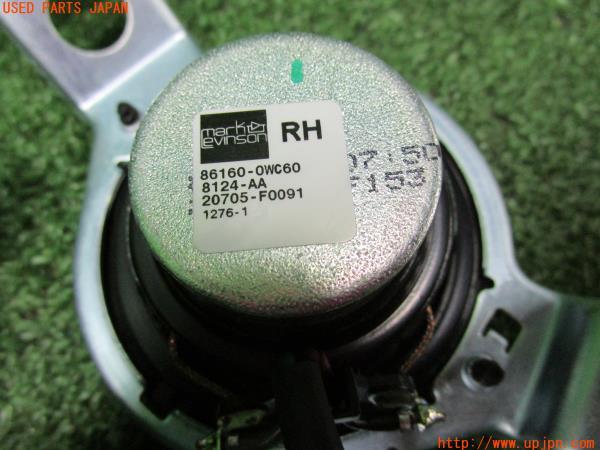 USED PARTS JAPAN
mark
levinson
RH
86160-0WC60
8124-AA
20705-F0091
1276-1
07:50
F153
http://www.upjpn.com